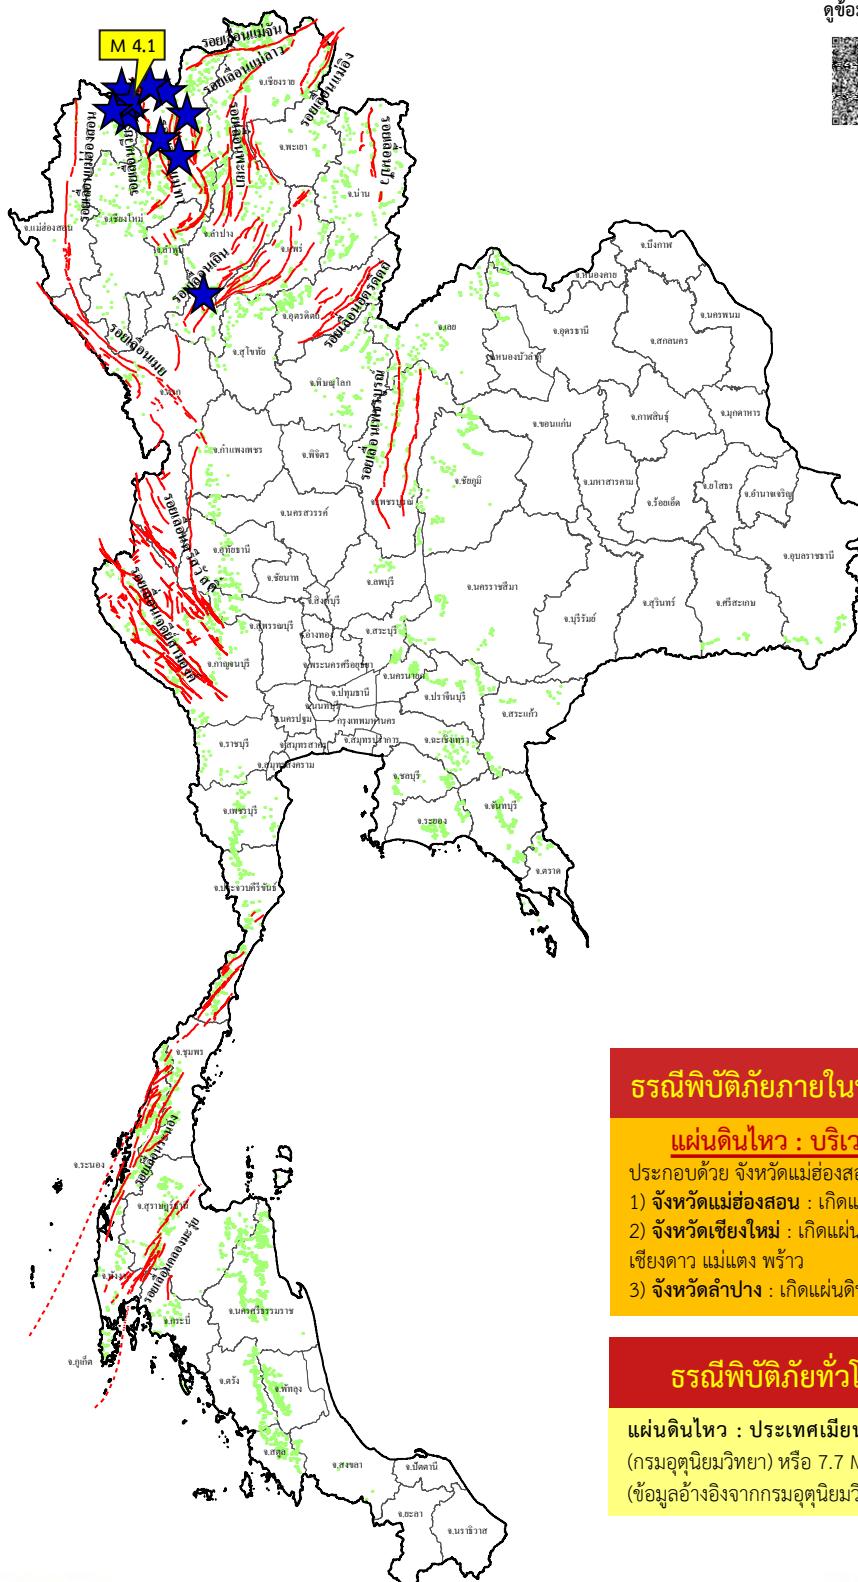 ดูข้อม
M 4.1
รอยเลื่อนแม่จัน
รอยเลื่อนแม่ลาว
รอยเลื่อนแม่อิง
จ.เชียงราย
รอยเลื่อนแม่ฮ่องสอน
รอยเลื่อนพะเยา
รอยเลื่อนปัว
จ.พะเยา
จ.น่าน
จ.แม่ฮ่องสอน
จ.เชียงใหม่
จ.ลำปาง
จ.ลำพูน
จ.แพร่
รอยเลื่อนเถิน
รอยเลื่อนอุตรดิตถ์
จ.อุตรดิตถ์
รอยเลื่อนเมย
จ.สุโขทัย
จ.ตาก
จ.พิษณุโลก
จ.เลย
จ.บึงกาฬ
จ.หนองคาย
จ.นครพนม
จ.อุดรธานี
จ.สกลนคร
จ.หนองบัวลำภู
รอยเลื่อนเพชรบูรณ์
จ.กำแพงเพชร
จ.พิจิตร
จ.เพชรบูรณ์
จ.ขอนแก่น
จ.กาฬสินธุ์
จ.มุกดาหาร
จ.ชัยภูมิ
จ.มหาสารคาม
จ.ร้อยเอ็ด
จ.ยโสธร
จ.อำนาจเจริญ
จ.นครสวรรค์
รอยเลื่อนศรีสวัสดิ์
จ.อุทัยธานี
จ.ชัยนาท
จ.ลพบุรี
จ.นครราชสีมา
จ.บุรีรัมย์
จ.สุรินทร์
จ.ศรีสะเกษ
จ.อุบลราชธานี
รอยเลื่อนเจดีย์สามองค์
จ.สิงห์บุรี
จ.สุพรรณบุรี
จ.อ่างทอง
จ.สระบุรี
จ.กาญจนบุรี
จ.พระนครศรีอยุธยา
จ.นครนายก
จ.ปทุมธานี
จ.ปราจีนบุรี
จ.นนทบุรี
จ.นครปฐม
กรุงเทพมหานคร
จ.สระแก้ว
จ.ราชบุรี
จ.สมุทรสาคร
จ.สมุทรปราการ
จ.ฉะเชิงเทรา
จ.สมุทรสงคราม
จ.ชลบุรี
จ.เพชรบุรี
จ.ระยอง
จ.จันทบุรี
จ.ตราด
จ.ประจวบคีรีขันธ์
จ.ชุมพร
จ.ระนอง
รอยเลื่อนระนอง
จ.สุราษฎร์ธานี
รอยเลื่อนคลองมะรุ่ย
จ.พังงา
จ.นครศรีธรรมราช
จ.กระบี่
จ.ภูเก็ต
จ.ตรัง
จ.พัทลุง
จ.สตูล
จ.สงขลา
จ.ปัตตานี
จ.ยะลา
จ.นราธิวาส
ธรณีพิบัติภัยภายในป
แผ่นดินไหว : บริเว
ประกอบด้วย จังหวัดแม่ฮ่องสอ
1) จังหวัดแม่ฮ่องสอน : เกิดแ
2) จังหวัดเชียงใหม่ : เกิดแผ่น
เชียงดาว แม่แตง พร้าว
3) จังหวัดลำปาง : เกิดแผ่นดิน
ธรณีพิบัติภัยทั่วโ
แผ่นดินไหว : ประเทศเมียน
(กรมอุตุนิยมวิทยา) หรือ 7.7 M
(ข้อมูลอ้างอิงจากกรมอุตุนิยมวิ